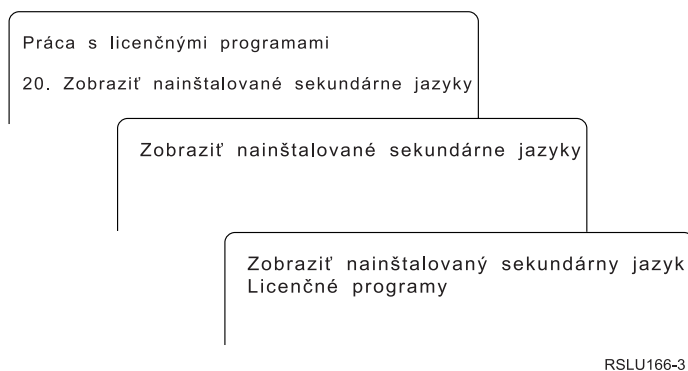 Práca s licenčnými programami
20. Zobraziť nainštalované sekundárne jazyky
Zobraziť nainštalované sekundárne jazyky
Zobraziť nainštalovaný sekundárny jazyk
Licenčné programy
RSLU166-3